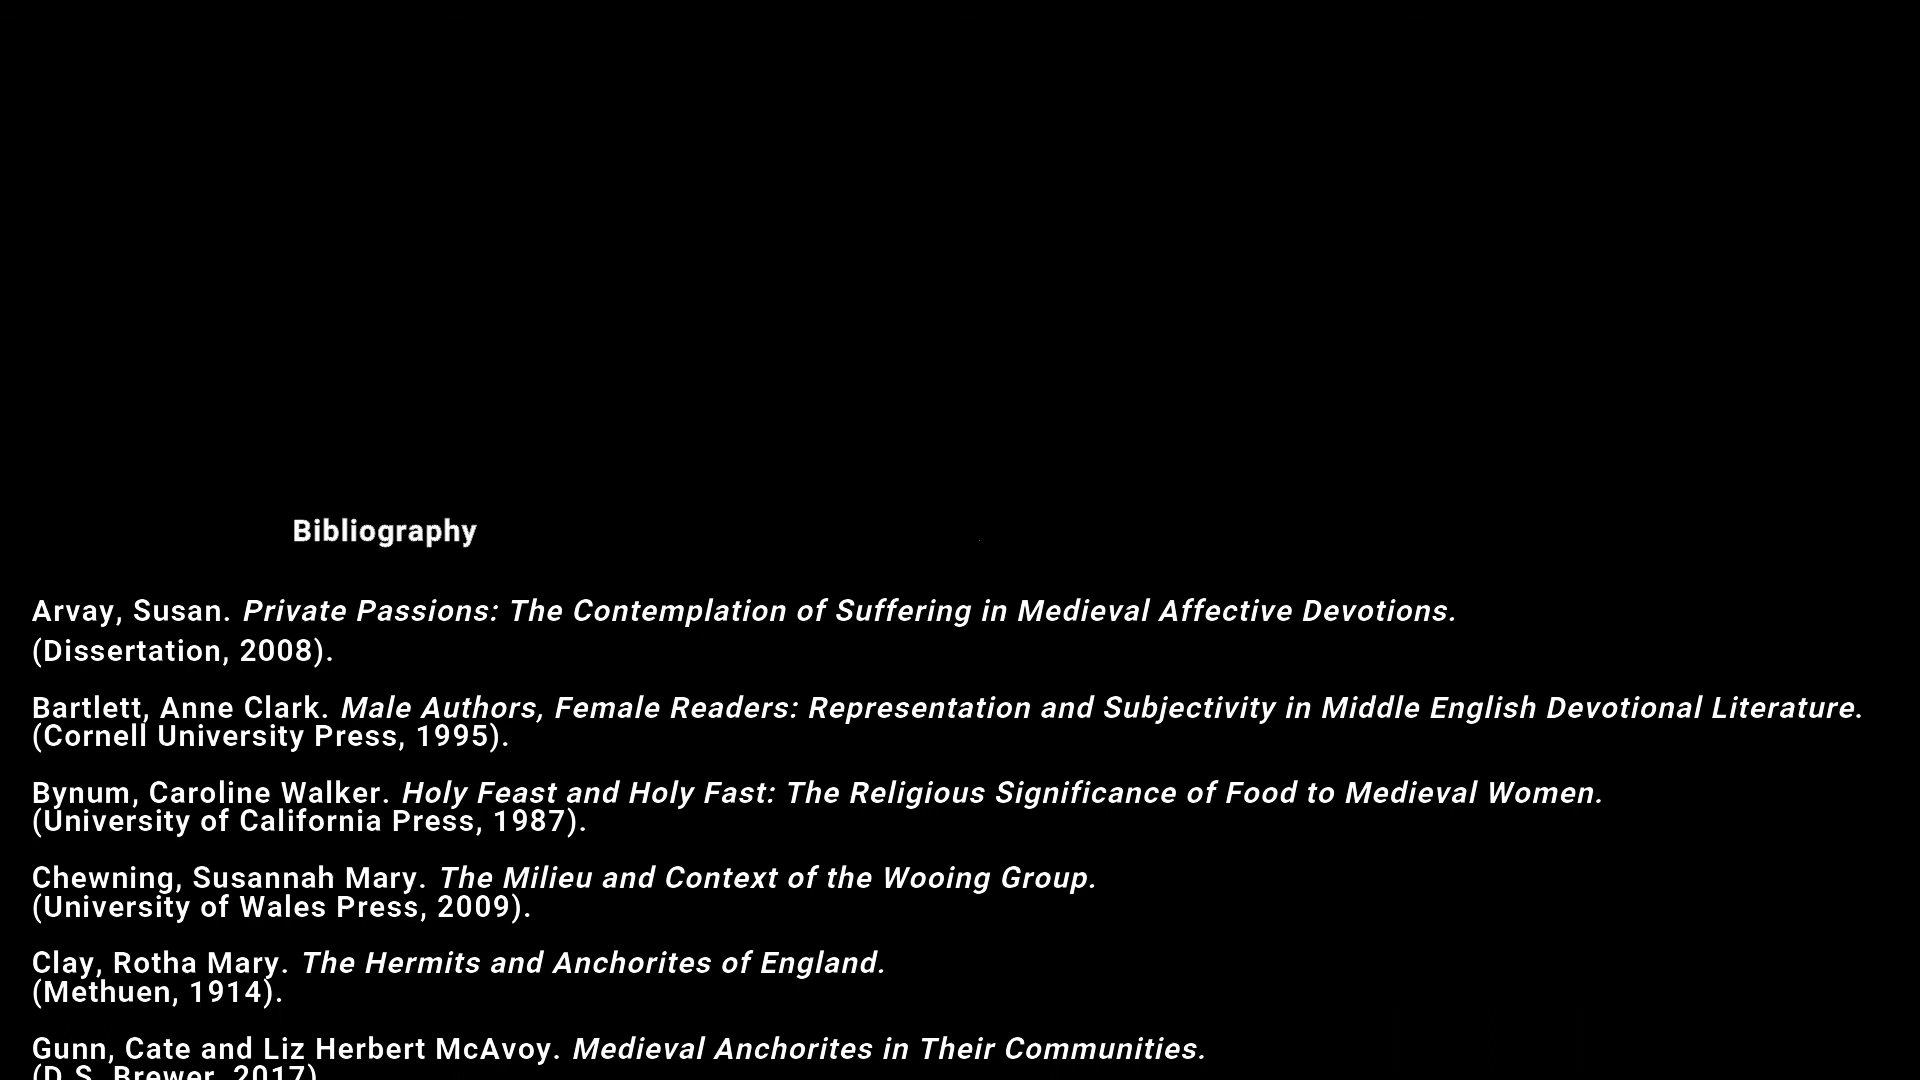 Bibliography
Arvay, Susan. Private Passions: The Contemplation of Suffering in Medieval Affective Devotions.
(Dissertation, 2008).
Bartlett, Anne Clark. Male Authors, Female Readers: Representation and Subjectivity in Middle English Devotional Literature.
(Cornell University Press, 1995).
Bynum, Caroline Walker. Holy Feast and Holy Fast: The Religious Significance of Food to Medieval Women.
(University of California Press, 1987).
Chewning, Susannah Mary. The Milieu and Context of the Wooing Group.
(University of Wales Press, 2009).
Clay, Rotha Mary. The Hermits and Anchorites of England.
(Methuen, 1914).
Gunn, Cate and Liz Herbert McAvoy. Medieval Anchorites in Their Communities.
(D.S. Brewer, 2017)